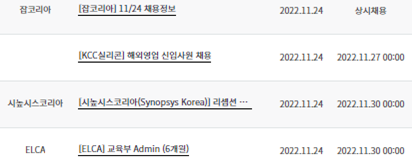 잡코리아 [잡코리아] 11/24 채용정보 2022.11.24 상시채용
[KCC실리콘] 해외영업 신입사원 채용 2022.11.24 2022.11.27 00:00
시높시스코리아 [시높시스코리아(Synopsys Korea)] 리셉션 ... 2022.11.24 2022.11.30 00:00
ELCA [ELCA] 교육부 Admin (6개월) 2022.11.24 2022.11.30 00:00